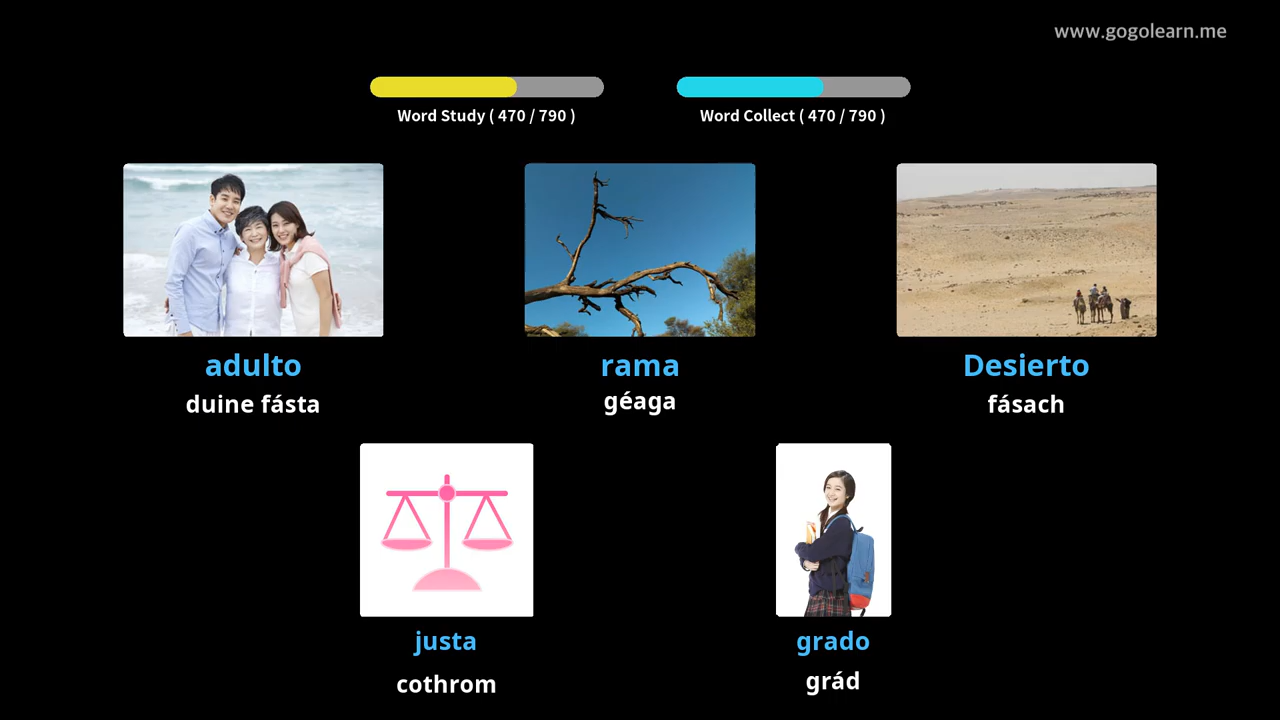 www.gogolearn.me
Word Study ( 470 / 790 )
Word Collect ( 470 / 790 )
adulto
rama
Desierto
duine fásta
géaga
fásach
justa
grado
cothrom
grád